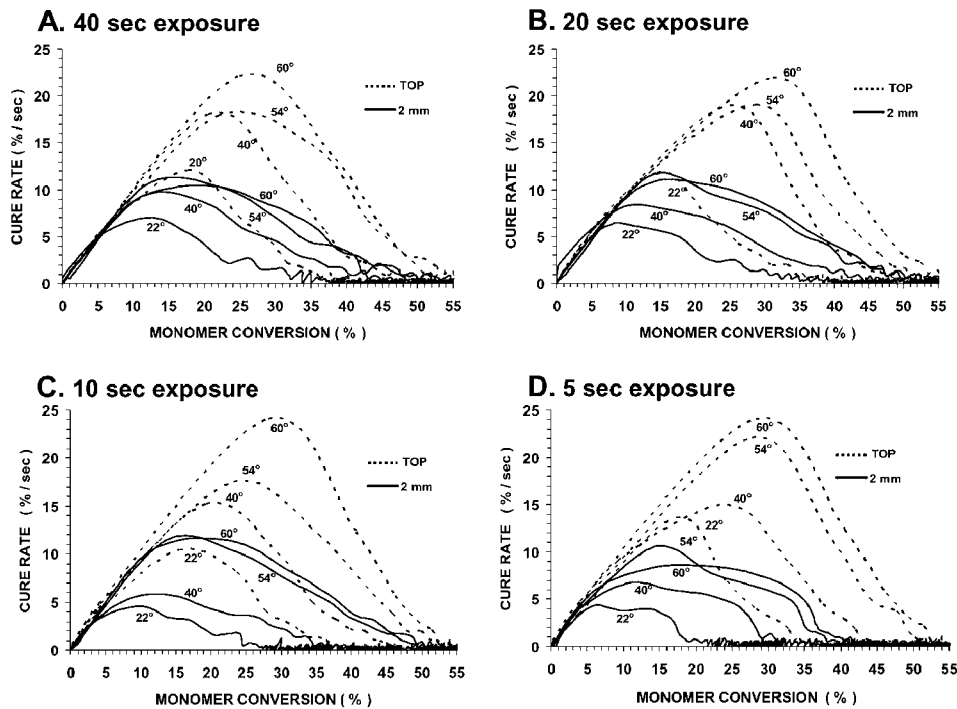 A. 40 sec exposure
25
20
15
10
5
0
CURE RATE ( % / sec)
60°
54°
40°
20°
60°
54°
40°
22°
TOP
2 mm
0 5 10 15 20 25 30 35 40 45 50 55
MONOMER CONVERSION ( % )
B. 20 sec exposure
25
20
15
10
5
0
CURE RATE ( % / sec)
60°
54°
40°
22°
60°
54°
40°
22°
TOP
2 mm
0 5 10 15 20 25 30 35 40 45 50 55
MONOMER CONVERSION ( % )
C. 10 sec exposure
25
20
15
10
5
0
CURE RATE ( % / sec)
60°
54°
40°
60°
22°
54°
40°
22°
TOP
2 mm
0 5 10 15 20 25 30 35 40 45 50 55
MONOMER CONVERSION ( % )
D. 5 sec exposure
25
20
15
10
5
0
CURE RATE ( % / sec)
60°
54°
40°
22°
54°
60°
40°
22°
TOP
2 mm
0 5 10 15 20 25 30 35 40 45 50 55
MONOMER CONVERSION ( % )